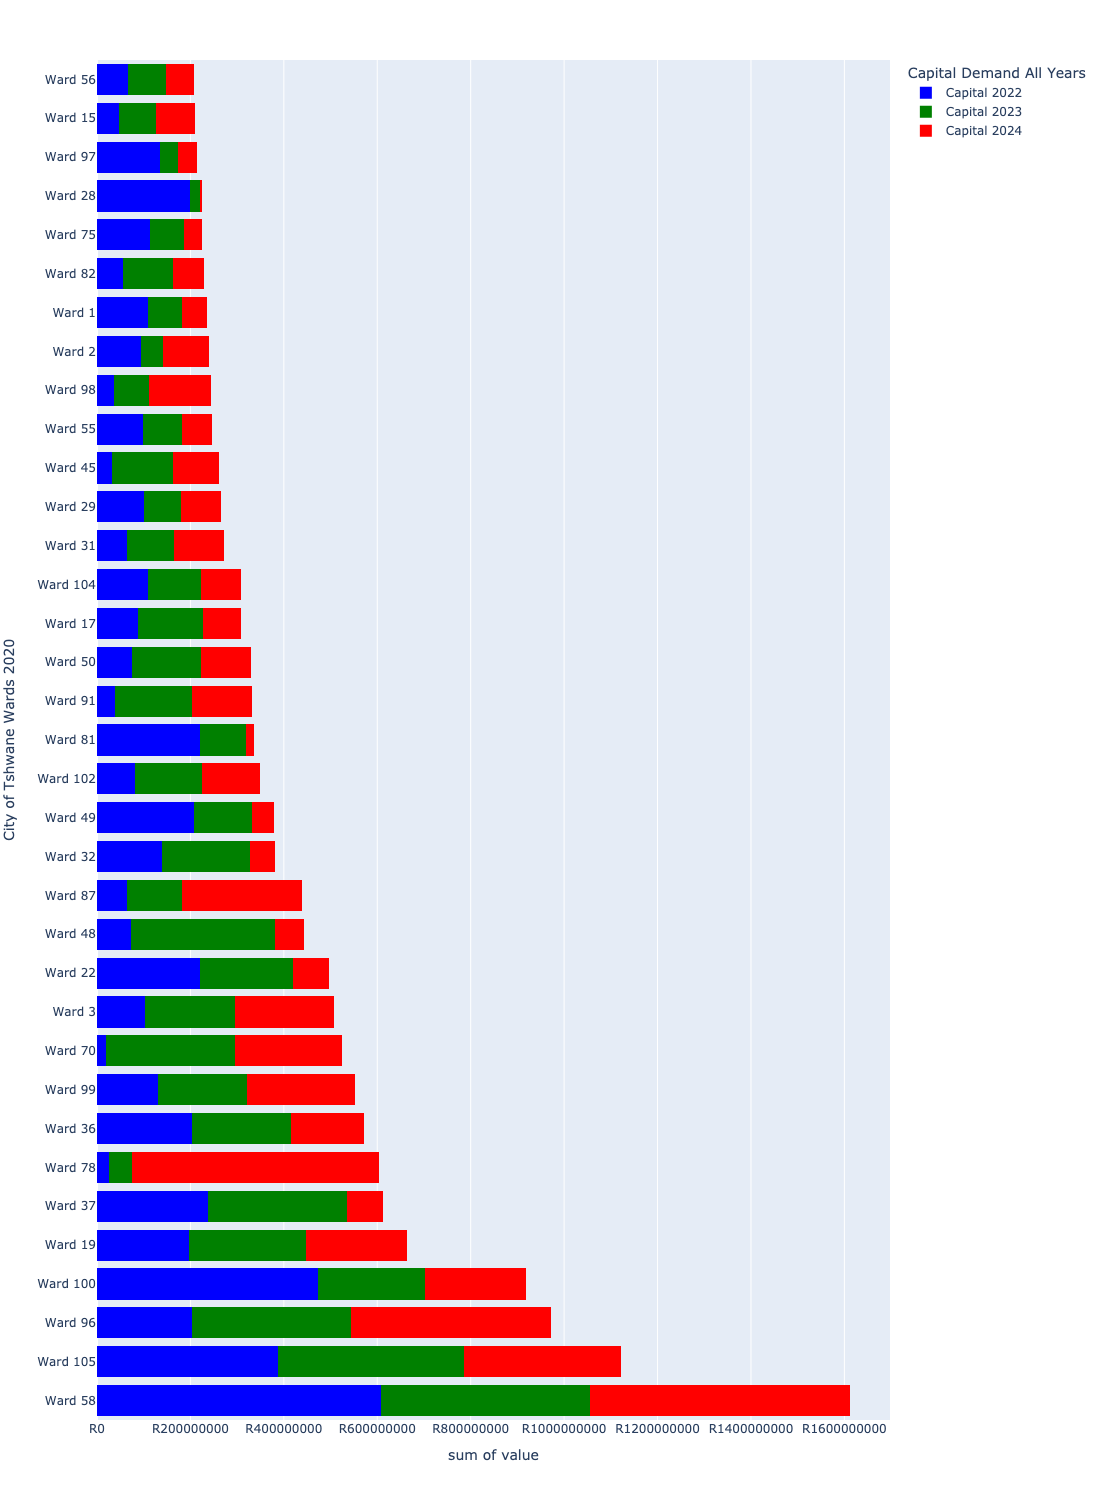 Capital Demand All Years
Capital 2022
Capital 2023
Capital 2024
City of Tshwane Wards 2020
Ward 56
Ward 15
Ward 97
Ward 28
Ward 75
Ward 82
Ward 1
Ward 2
Ward 98
Ward 55
Ward 45
Ward 29
Ward 31
Ward 104
Ward 17
Ward 50
Ward 91
Ward 81
Ward 102
Ward 49
Ward 32
Ward 87
Ward 48
Ward 22
Ward 3
Ward 70
Ward 99
Ward 36
Ward 78
Ward 37
Ward 19
Ward 100
Ward 96
Ward 105
Ward 58
R0 R200000000 R400000000 R600000000 R800000000 R1000000000 R1200000000 R1400000000 R1600000000
sum of value